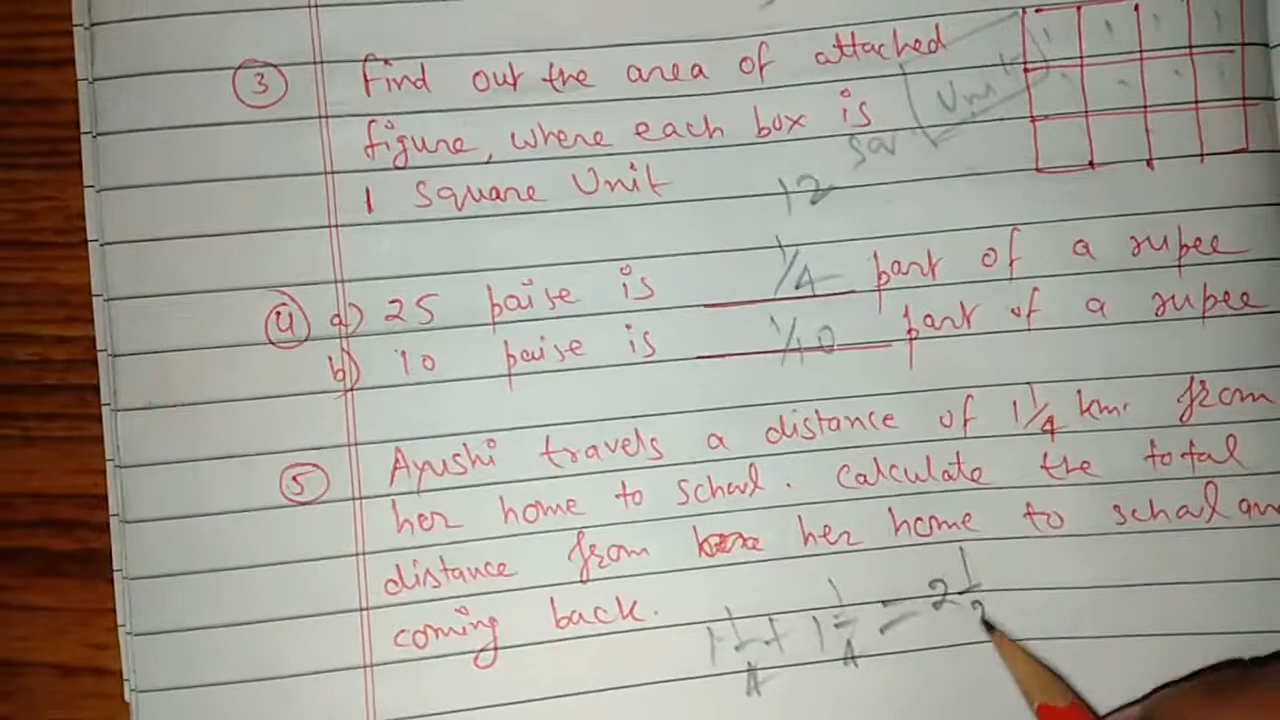 ③ Find out the area of attached
figure, where each box is
1 square Unit 12 Sqr Unit
④ a) 25 paise is 1/4 part of a rupee
b) 10 paise is 1/10 part of a rupee
⑤ Ayushi travels a distance of 1 1/4 km. from
her home to school. Calculate the total
distance from her home to school an
coming back.
1 1/4 + 1 1/4 = 2 1/2